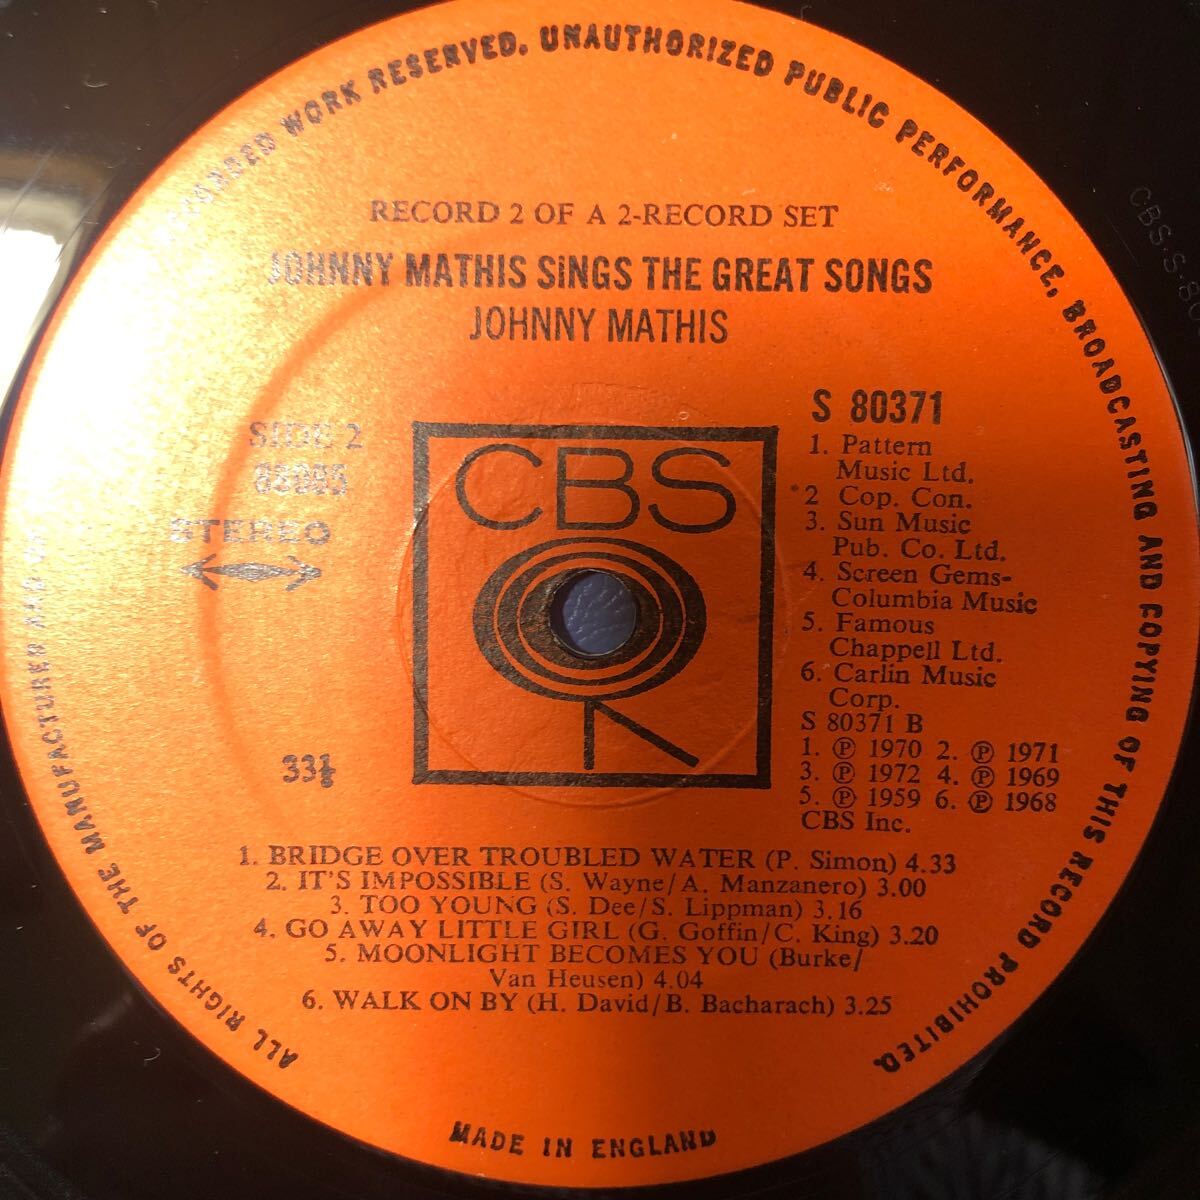 ALL RIGHTS OF THE MANUFACTURER AND OF RECORDED WORK RESERVED. UNAUTHORIZED PUBLIC PERFORMANCE, BROADCASTING AND COPYING OF THIS RECORD PROHIBITED.
RECORD 2 OF A 2-RECORD SET
JOHNNY MATHIS SINGS THE GREAT SONGS
JOHNNY MATHIS
SIDE 2
88085
STEREO
33⅓
CBS
S 80371
1. Pattern
Music Ltd.
2 Cop. Con.
3. Sun Music
Pub. Co. Ltd.
4. Screen Gems-
Columbia Music
5. Famous
Chappell Ltd.
6. Carlin Music
Corp.
S 80371 B
1. ℗ 1970 2. ℗ 1971
3. ℗ 1972 4. ℗ 1969
5. ℗ 1959 6. ℗ 1968
CBS Inc.
1. BRIDGE OVER TROUBLED WATER (P. Simon) 4.33
2. IT'S IMPOSSIBLE (S. Wayne/A. Manzanero) 3.00
3. TOO YOUNG (S. Dee/S. Lippman) 3.16
4. GO AWAY LITTLE GIRL (G. Goffin/C. King) 3.20
5. MOONLIGHT BECOMES YOU (Burke/
Van Heusen) 4.04
6. WALK ON BY (H. David/B. Bacharach) 3.25
MADE IN ENGLAND
CBS·S·80